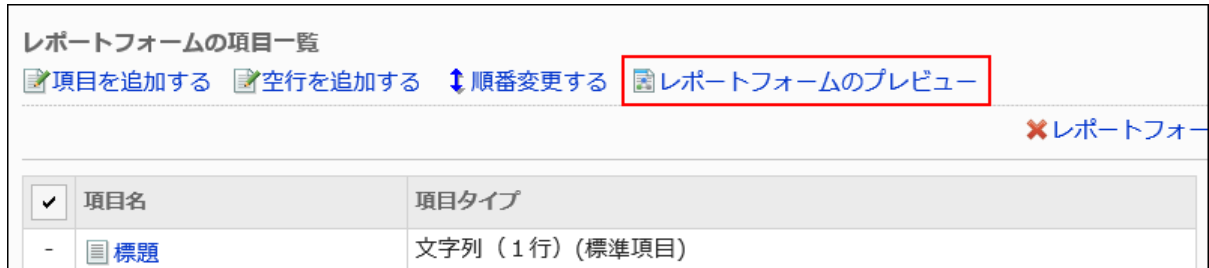 レポートフォームの項目一覧
項目を追加する 空行を追加する 順番変更する レポートフォームのプレビュー
レポートフォー
項目名 項目タイプ
- 標題 文字列（１行）(標準項目)